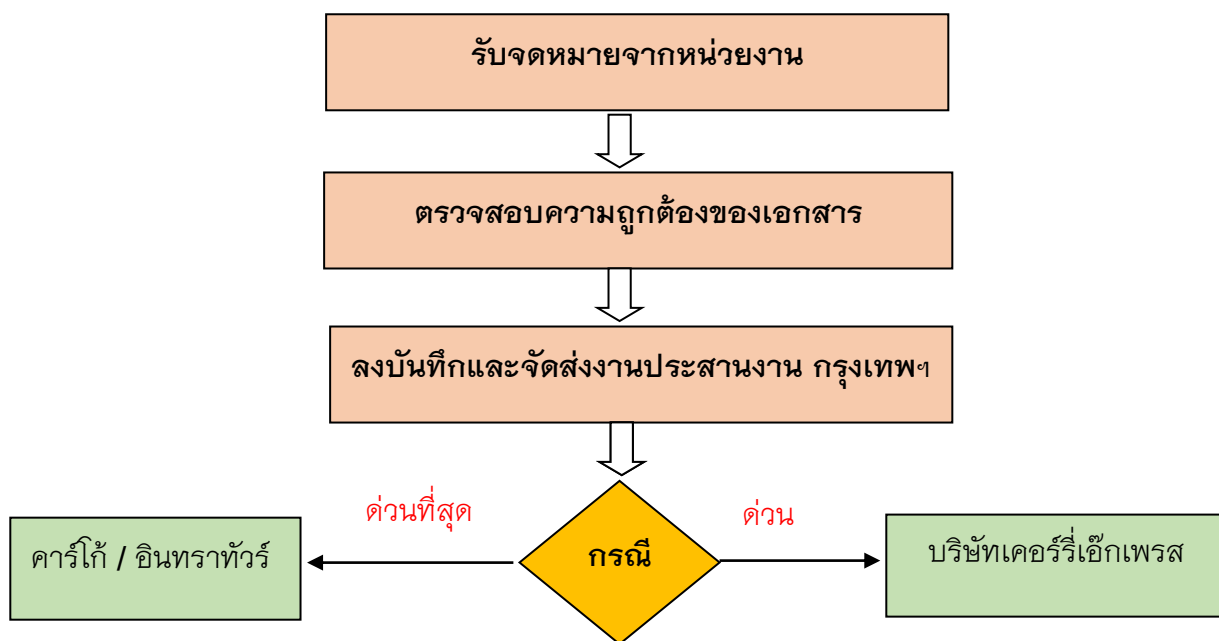 รับจดหมายจากหน่วยงาน
ตรวจสอบความถูกต้องของเอกสาร
ลงบันทึกและจัดส่งงานประสานงาน กรุงเทพฯ
ด่วนที่สุด
ด่วน
คาร์โก้ / อินทราทัวร์
กรณี
บริษัทเคอร์รี่เอ๊กเพรส